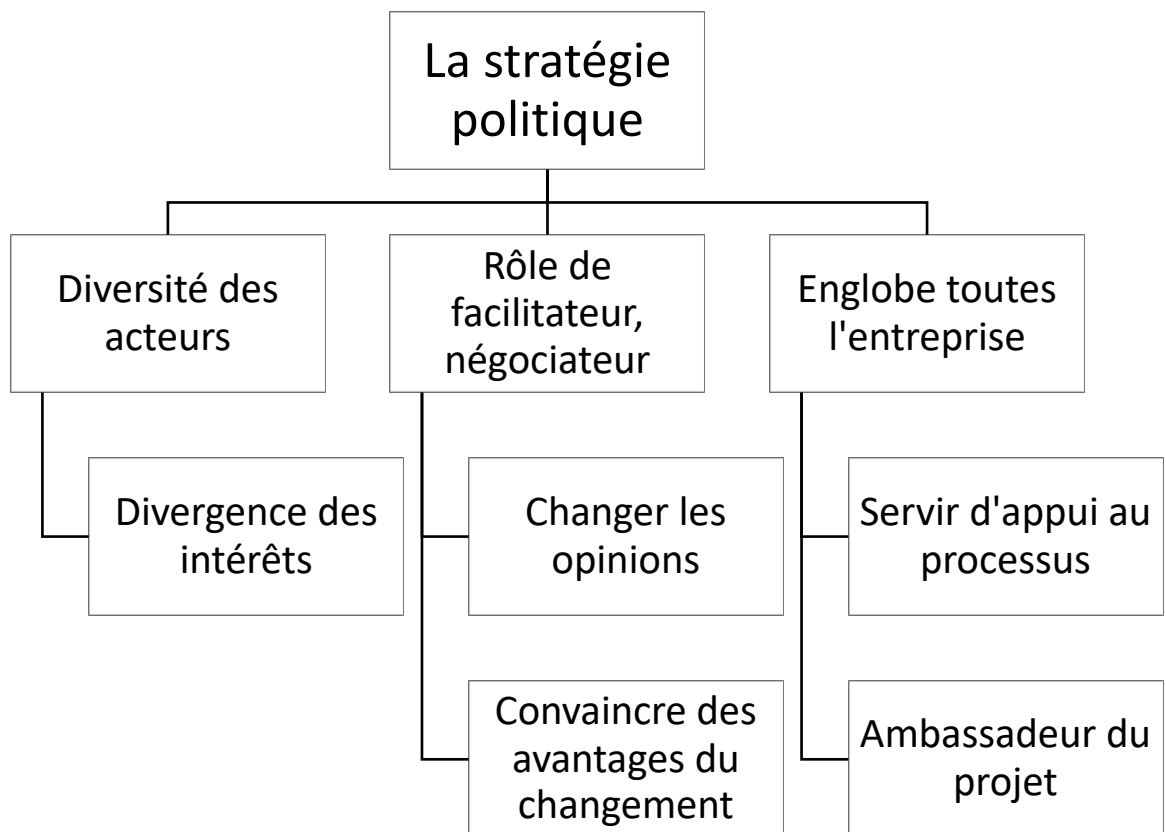 La stratégie
politique
Diversité des
acteurs
Divergence des
intérêts
Rôle de
facilitateur,
négociateur
Changer les
opinions
Convaincre des
avantages du
changement
Englobe toutes
l'entreprise
Servir d'appui au
processus
Ambassadeur du
projet